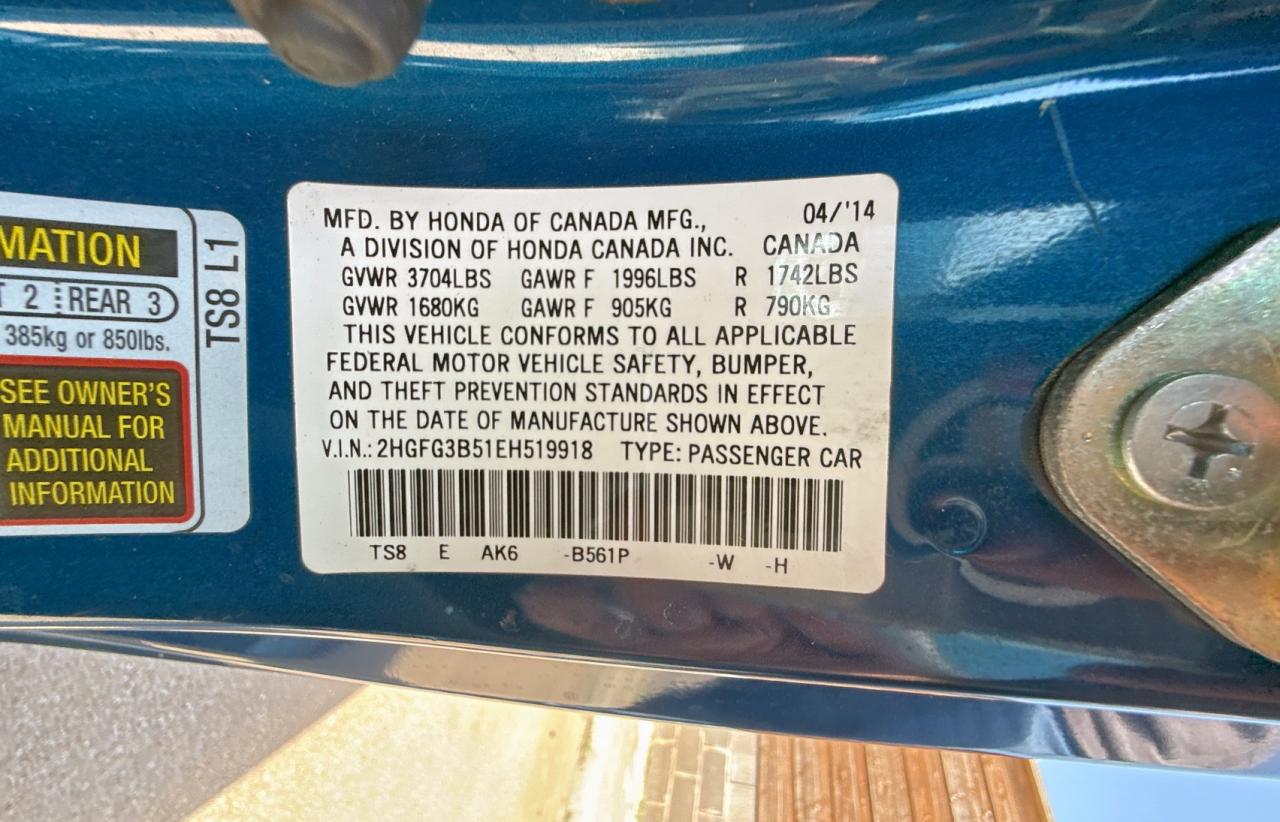 MATION
T 2 REAR 3
385kg or 850lbs.
SEE OWNER'S
MANUAL FOR
ADDITIONAL
INFORMATION
TS8 L1
MFD. BY HONDA OF CANADA MFG., 04/'14
A DIVISION OF HONDA CANADA INC. CANADA
GVWR 3704LBS GAWR F 1996LBS R 1742LBS
GVWR 1680KG GAWR F 905KG R 790KG
THIS VEHICLE CONFORMS TO ALL APPLICABLE
FEDERAL MOTOR VEHICLE SAFETY, BUMPER,
AND THEFT PREVENTION STANDARDS IN EFFECT
ON THE DATE OF MANUFACTURE SHOWN ABOVE.
V.I.N.: 2HGFG3B51EH519918 TYPE: PASSENGER CAR
TS8 E AK6 -B561P -W -H